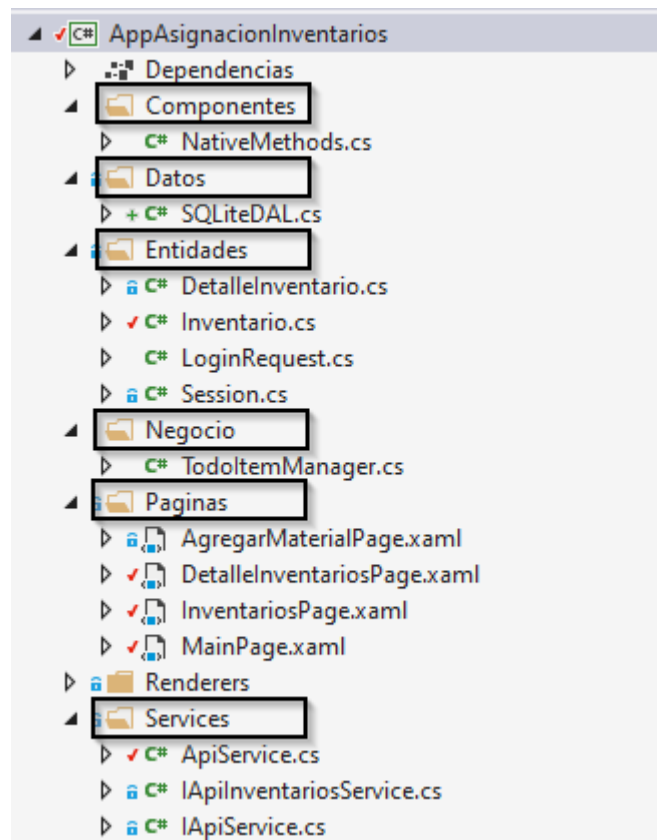 C# AppAsignacionInventarios
Dependencias
Componentes
C# NativeMethods.cs
Datos
+ C# SQLiteDAL.cs
Entidades
C# DetalleInventario.cs
C# Inventario.cs
C# LoginRequest.cs
C# Session.cs
Negocio
C# TodoItemManager.cs
Paginas
AgregarMaterialPage.xaml
DetalleInventariosPage.xaml
InventariosPage.xaml
MainPage.xaml
Renderers
Services
C# ApiService.cs
C# IApiInventariosService.cs
C# IApiService.cs